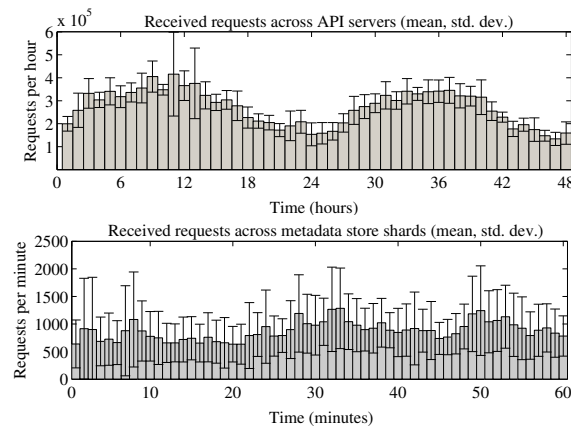 Received requests across API servers (mean, std. dev.)
x 10^5
6
5
4
3
2
1
Requests per hour
0 6 12 18 24 30 36 42 48
Time (hours)
Received requests across metadata store shards (mean, std. dev.)
2500
2000
1500
1000
500
0
Requests per minute
0 10 20 30 40 50 60
Time (minutes)